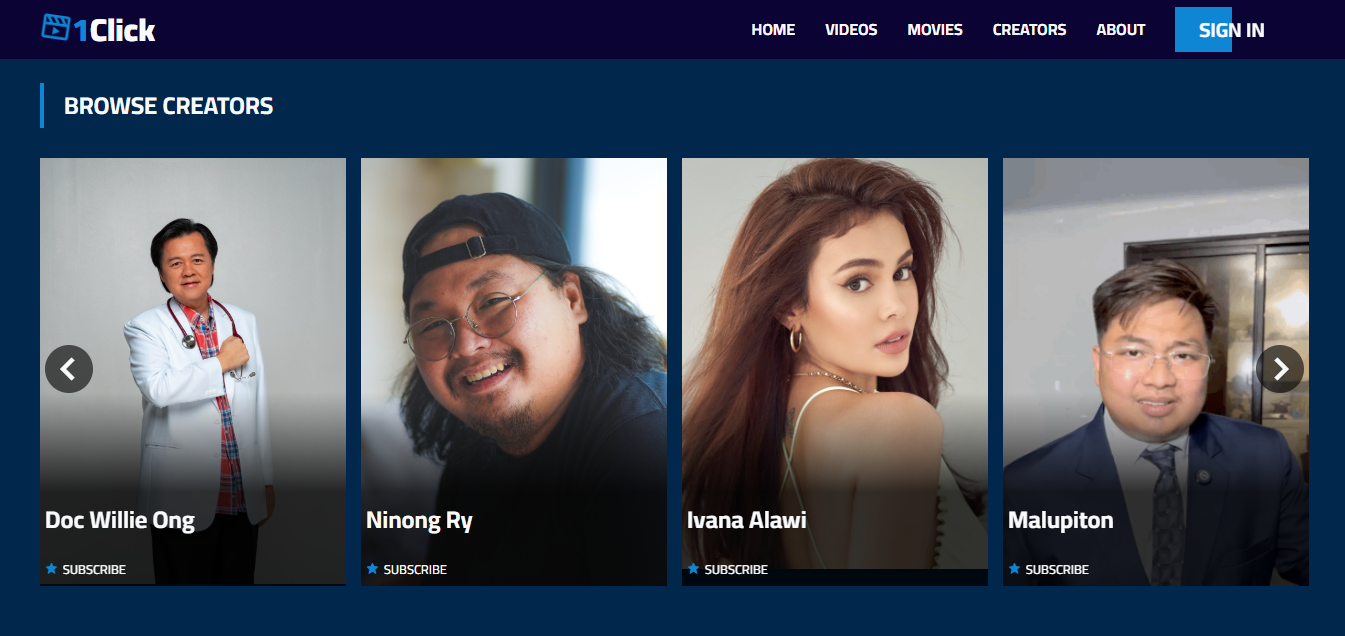 1Click
HOME VIDEOS MOVIES CREATORS ABOUT SIGN IN
BROWSE CREATORS
Doc Willie Ong
SUBSCRIBE
Ninong Ry
SUBSCRIBE
Ivana Alawi
SUBSCRIBE
Malupiton
SUBSCRIBE